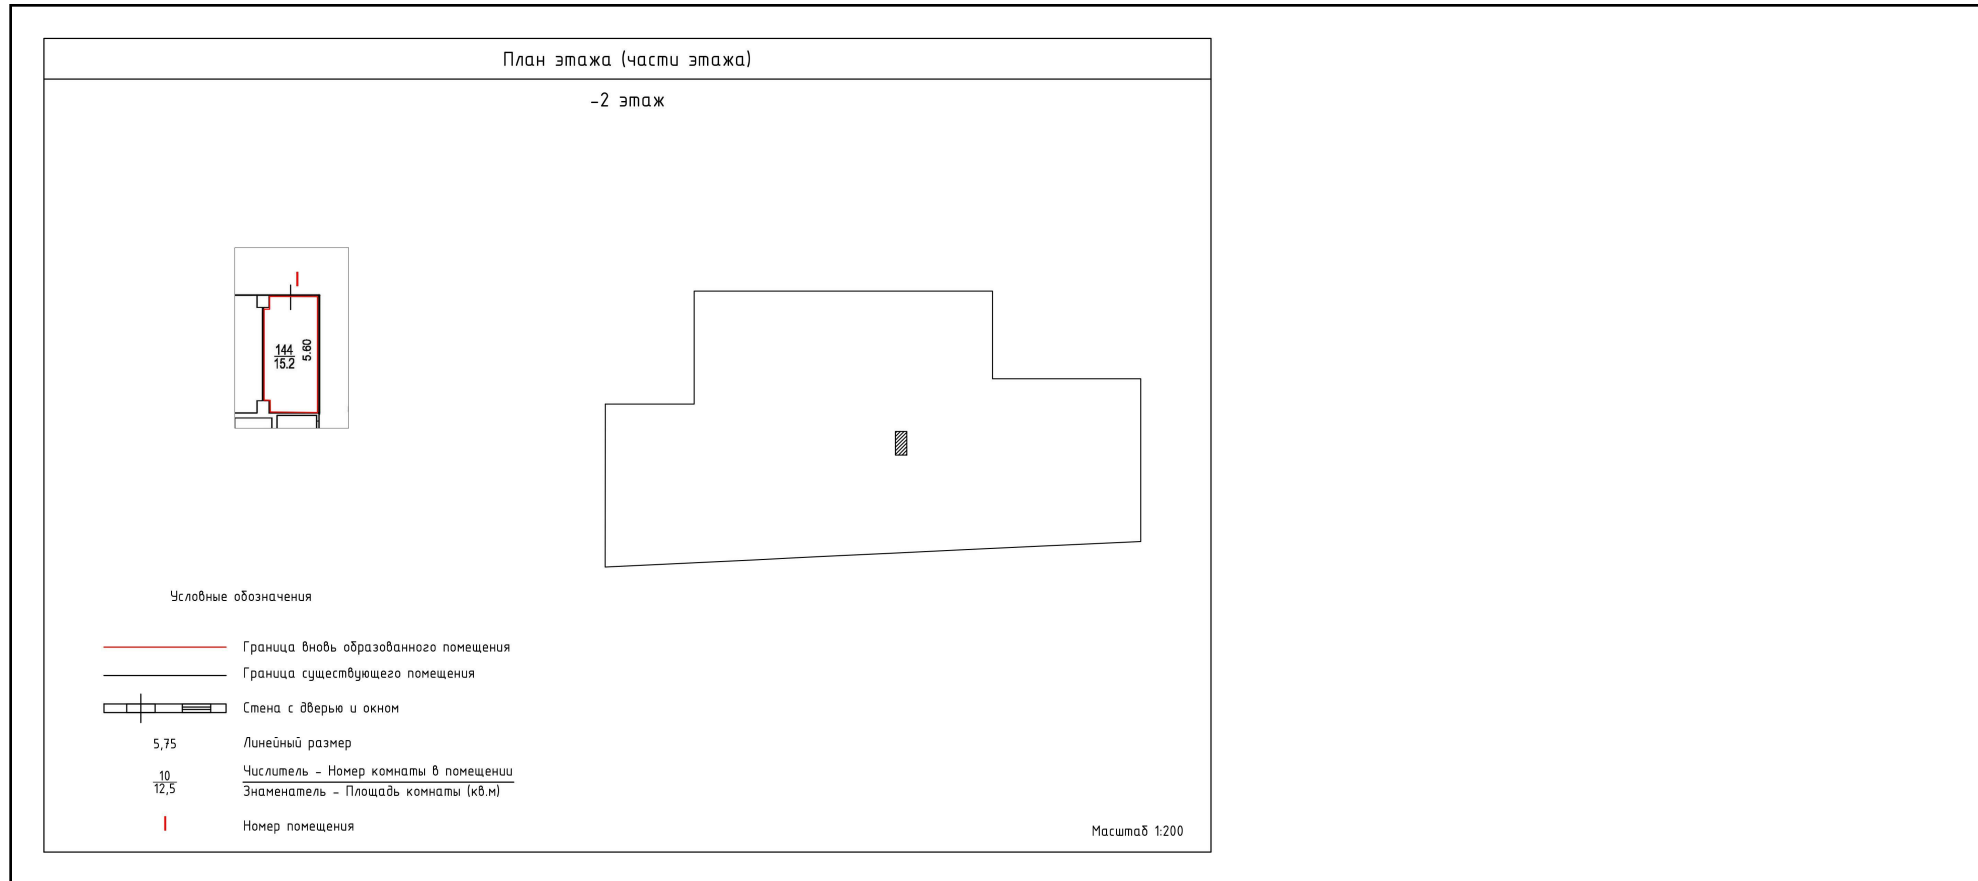 План этажа (части этажа)
-2 этаж
I
144
15.2
5.60
Условные обозначения
Граница вновь образованного помещения
Граница существующего помещения
Стена с дверью и окном
5,75
Линейный размер
10
12,5
Числитель - Номер комнаты в помещении
Знаменатель - Площадь комнаты (кв.м)
I
Номер помещения
Масштаб 1:200